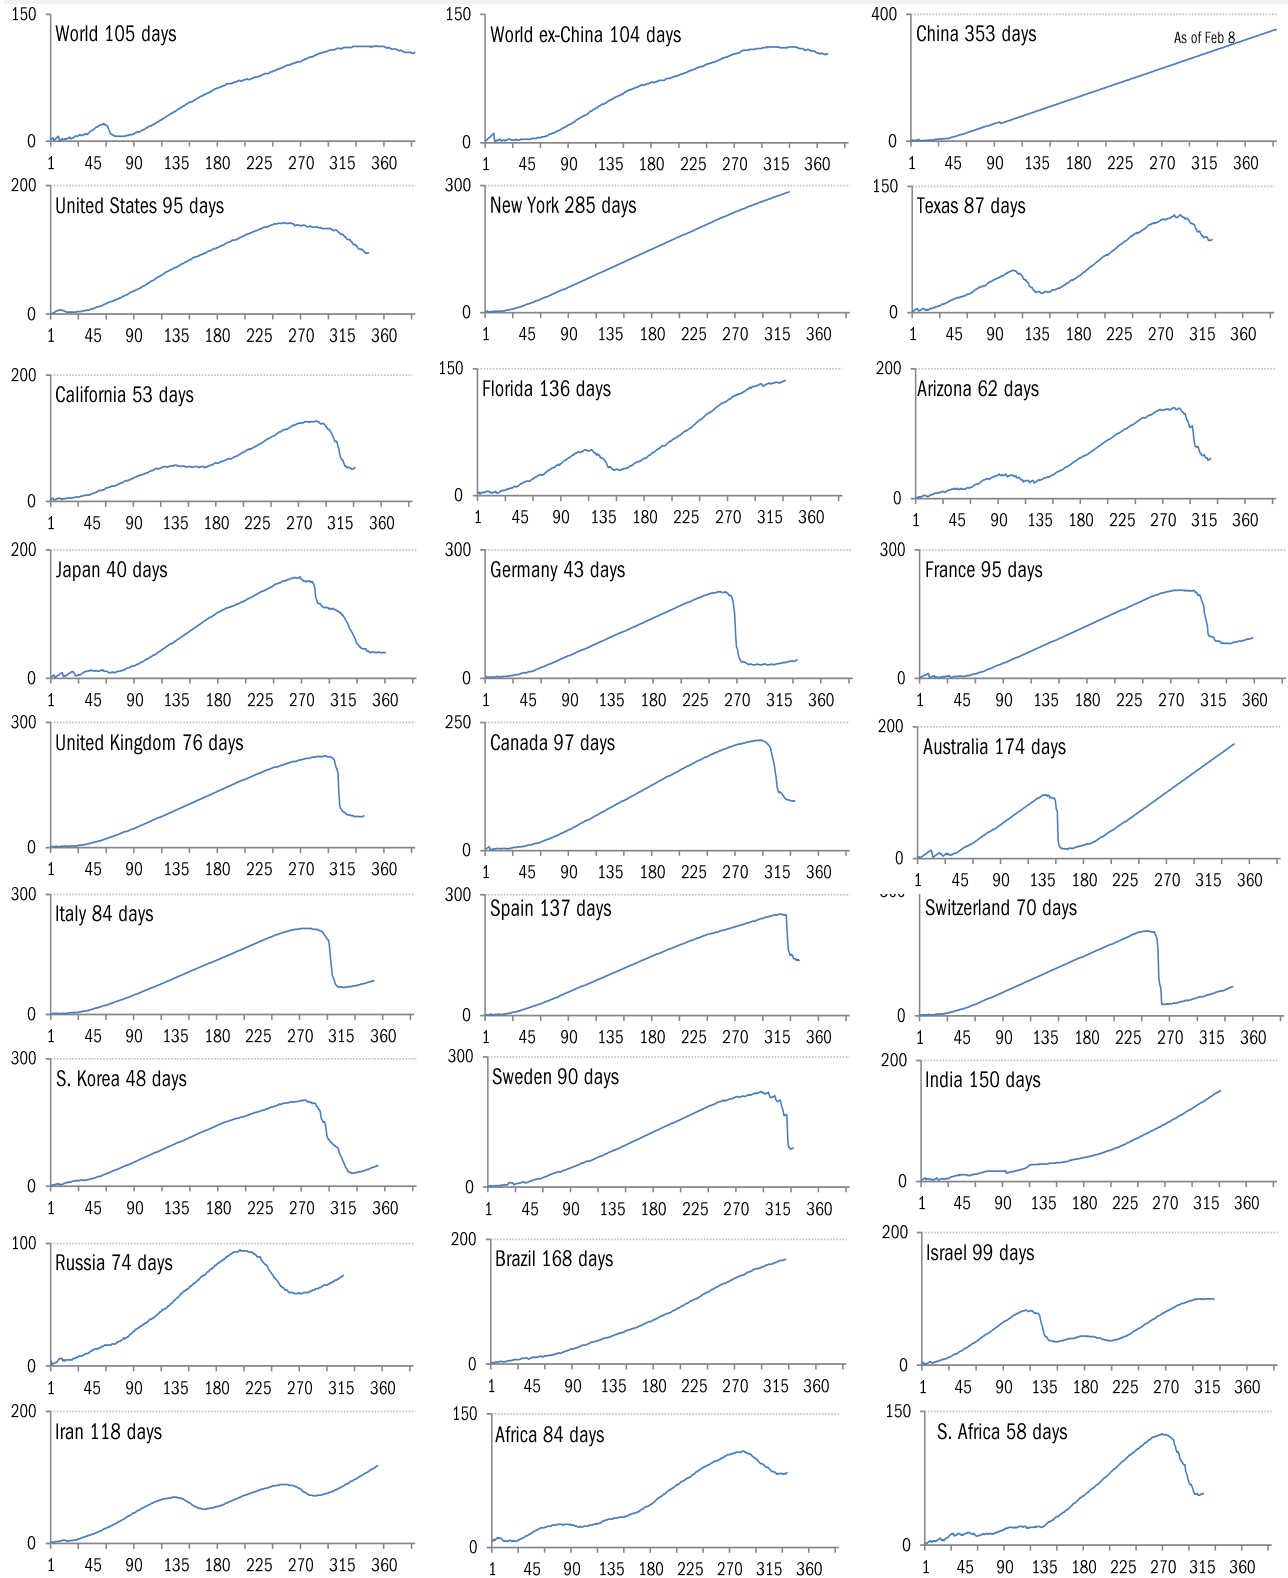 World 105 days
150
0
1 45 90 135 180 225 270 315 360
World ex-China 104 days
150
0
1 45 90 135 180 225 270 315 360
China 353 days
As of Feb 8
400
0
1 45 90 135 180 225 270 315 360
United States 95 days
200
0
1 45 90 135 180 225 270 315 360
New York 285 days
300
0
1 45 90 135 180 225 270 315 360
Texas 87 days
150
0
1 45 90 135 180 225 270 315 360
California 53 days
200
0
1 45 90 135 180 225 270 315 360
Florida 136 days
150
0
1 45 90 135 180 225 270 315 360
Arizona 62 days
200
0
1 45 90 135 180 225 270 315 360
Japan 40 days
200
0
1 45 90 135 180 225 270 315 360
Germany 43 days
300
0
1 45 90 135 180 225 270 315 360
France 95 days
300
0
1 45 90 135 180 225 270 315 360
United Kingdom 76 days
300
0
1 45 90 135 180 225 270 315 360
Canada 97 days
250
0
1 45 90 135 180 225 270 315 360
Australia 174 days
200
0
1 45 90 135 180 225 270 315 360
Italy 84 days
300
0
1 45 90 135 180 225 270 315 360
Spain 137 days
300
0
1 45 90 135 180 225 270 315 360
Switzerland 70 days
0
1 45 90 135 180 225 270 315 360
S. Korea 48 days
300
0
1 45 90 135 180 225 270 315 360
Sweden 90 days
300
0
1 45 90 135 180 225 270 315 360
India 150 days
200
0
1 45 90 135 180 225 270 315 360
Russia 74 days
100
0
1 45 90 135 180 225 270 315 360
Brazil 168 days
200
0
1 45 90 135 180 225 270 315 360
Israel 99 days
200
0
1 45 90 135 180 225 270 315 360
Iran 118 days
200
0
1 45 90 135 180 225 270 315 360
Africa 84 days
150
0
1 45 90 135 180 225 270 315 360
S. Africa 58 days
150
0
1 45 90 135 180 225 270 315 360